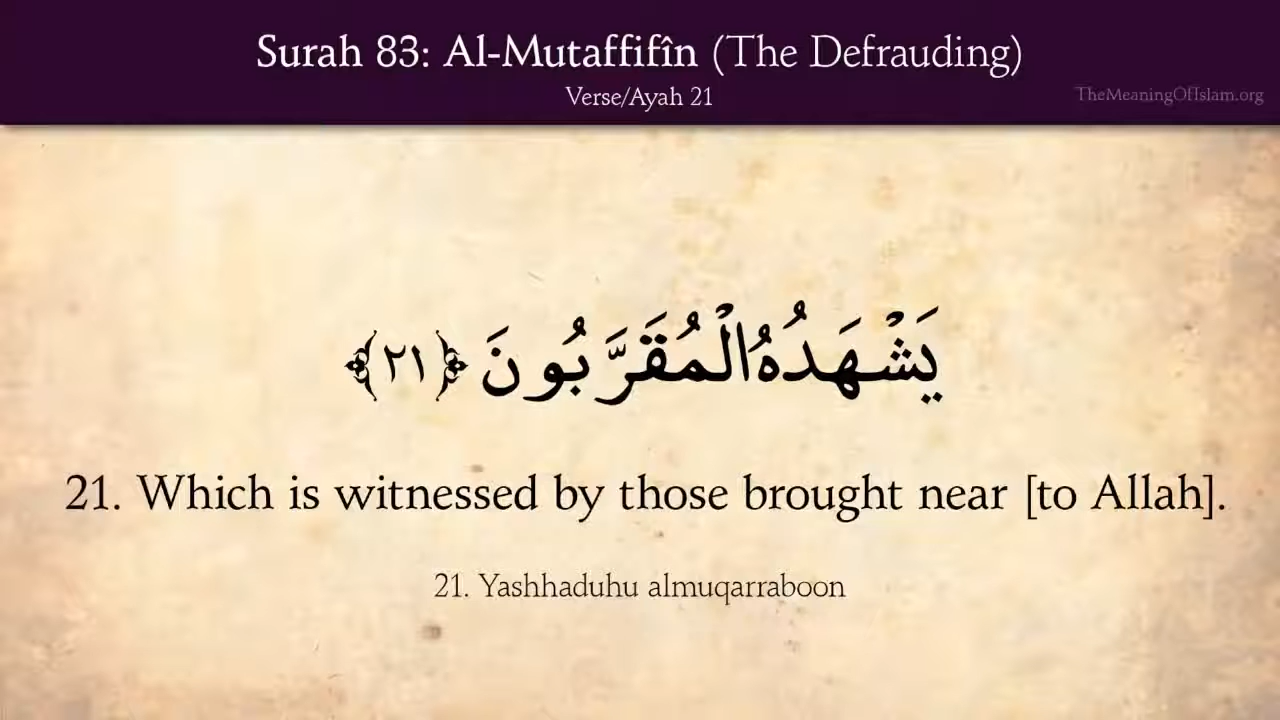 Surah 83: Al-Mutaffifîn (The Defrauding)
Verse/Ayah 21
TheMeaningOfIslam.org
يَشْهَدُهُ الْمُقَرَّبُونَ ﴿٢١﴾
21. Which is witnessed by those brought near [to Allah].
21. Yashhaduhu almuqarraboon